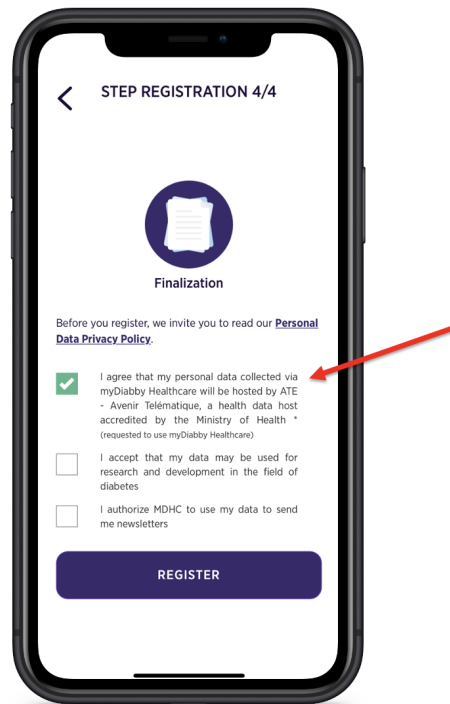 STEP REGISTRATION 4/4
Finalization
Before you register, we invite you to read our Personal
Data Privacy Policy.
I agree that my personal data collected via
myDiabby Healthcare will be hosted by ATE
- Avenir Telématique, a health data host
accredited by the Ministry of Health *
(requested to use myDiabby Healthcare)
I accept that my data may be used for
research and development in the field of
diabetes
I authorize MDHC to use my data to send
me newsletters
REGISTER